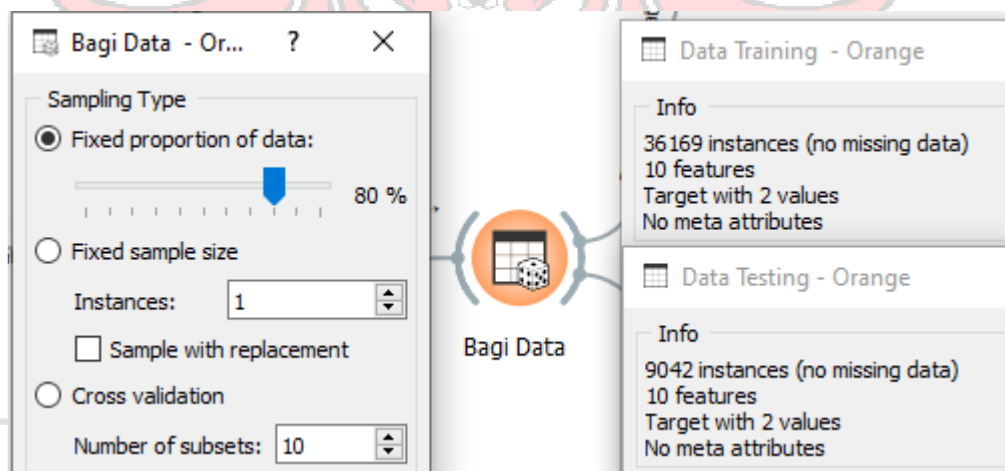 Bagi Data - Or... ? ×
Sampling Type
Fixed proportion of data:
80 %
Fixed sample size
Instances: 1
Sample with replacement
Cross validation
Number of subsets: 10
Bagi Data
Data Training - Orange
Info
36169 instances (no missing data)
10 features
Target with 2 values
No meta attributes
Data Testing - Orange
Info
9042 instances (no missing data)
10 features
Target with 2 values
No meta attributes